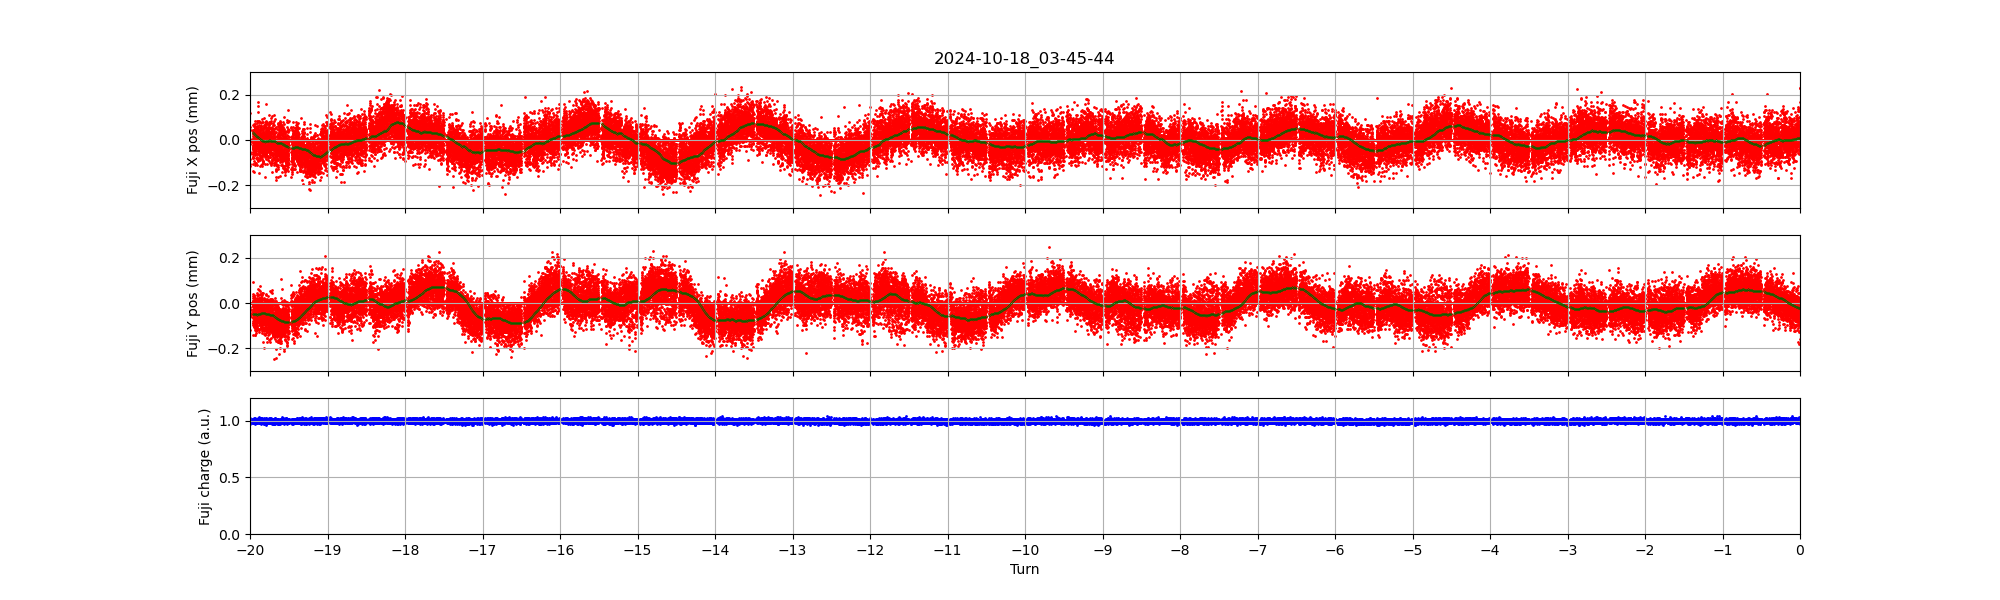 2024-10-18_03-45-44
Fuji X pos (mm)
0.2
0.0
−0.2
Fuji Y pos (mm)
0.2
0.0
−0.2
Fuji charge (a.u.)
1.0
0.5
0.0
−20 −19 −18 −17 −16 −15 −14 −13 −12 −11 −10 −9 −8 −7 −6 −5 −4 −3 −2 −1 0
Turn